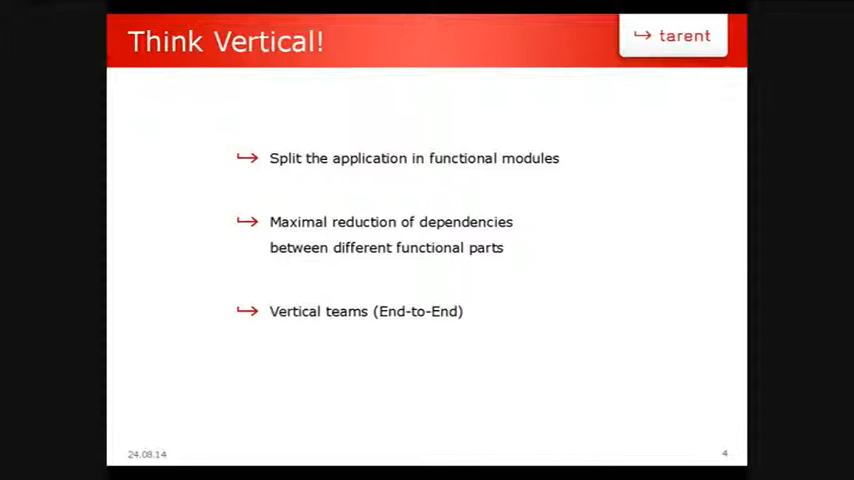 Think Vertical!
tarent
Split the application in functional modules
Maximal reduction of dependencies
between different functional parts
Vertical teams (End-to-End)
24.08.14
4